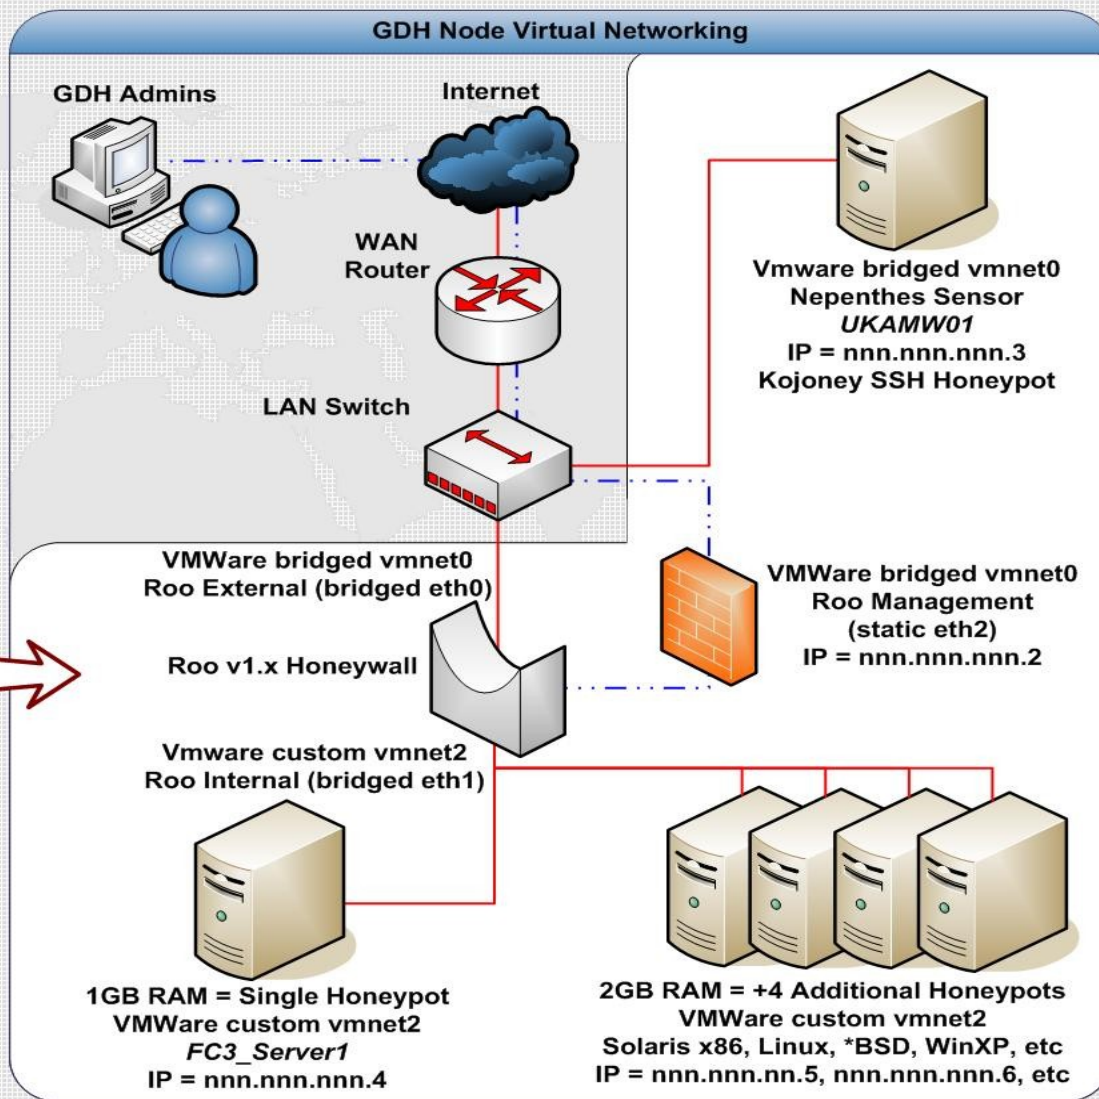 GDH Node Virtual Networking
GDH Admins
Internet
WAN
Router
LAN Switch
Vmware bridged vmnet0
Nepenthes Sensor
UKAMW01
IP = nnn.nnn.nnn.3
Kojoney SSH Honeypot
VMWare bridged vmnet0
Roo External (bridged eth0)
VMWare bridged vmnet0
Roo Management
(static eth2)
IP = nnn.nnn.nnn.2
Roo v1.x Honeywall
Vmware custom vmnet2
Roo Internal (bridged eth1)
1GB RAM = Single Honeypot
VMWare custom vmnet2
FC3_Server1
IP = nnn.nnn.nnn.4
2GB RAM = +4 Additional Honeypots
VMWare custom vmnet2
Solaris x86, Linux, *BSD, WinXP, etc
IP = nnn.nnn.nn.5, nnn.nnn.nnn.6, etc